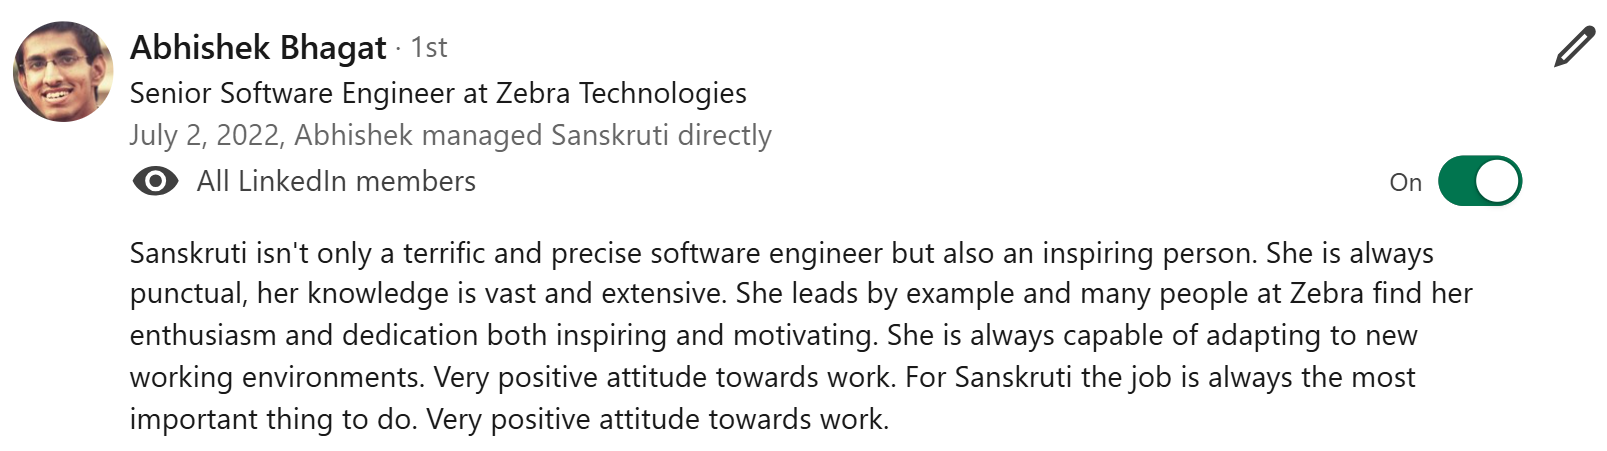 Abhishek Bhagat · 1st
Senior Software Engineer at Zebra Technologies
July 2, 2022, Abhishek managed Sanskruti directly
All LinkedIn members
On
Sanskruti isn't only a terrific and precise software engineer but also an inspiring person. She is always
punctual, her knowledge is vast and extensive. She leads by example and many people at Zebra find her
enthusiasm and dedication both inspiring and motivating. She is always capable of adapting to new
working environments. Very positive attitude towards work. For Sanskruti the job is always the most
important thing to do. Very positive attitude towards work.